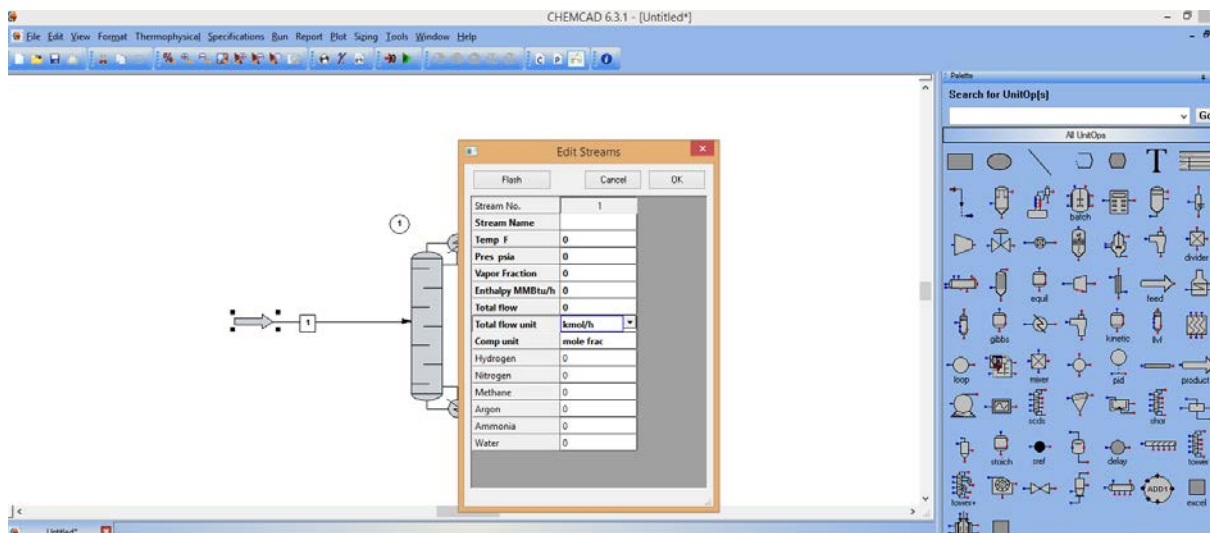 CHEMCAD 6.3.1 - [Untitled*]
File Edit View Format Thermophysical Specifications Run Report Plot Sizing Tools Window Help
C P
Palette
Search for UnitOp[s]
Go
All UnitOps
T
batch
divider
equil
feed
gibbs
kinetic
llvf
loop
mixer
pid
product
scds
shor
stoich
sref
delay
tower
tower+
ADD1
excel
1
1
Edit Streams
Flash Cancel OK
Stream No. 1
Stream Name
Temp F 0
Pres psia 0
Vapor Fraction 0
Enthalpy MMBtu/h 0
Total flow 0
Total flow unit kmol/h
Comp unit mole frac
Hydrogen 0
Nitrogen 0
Methane 0
Argon 0
Ammonia 0
Water 0
Untitled*